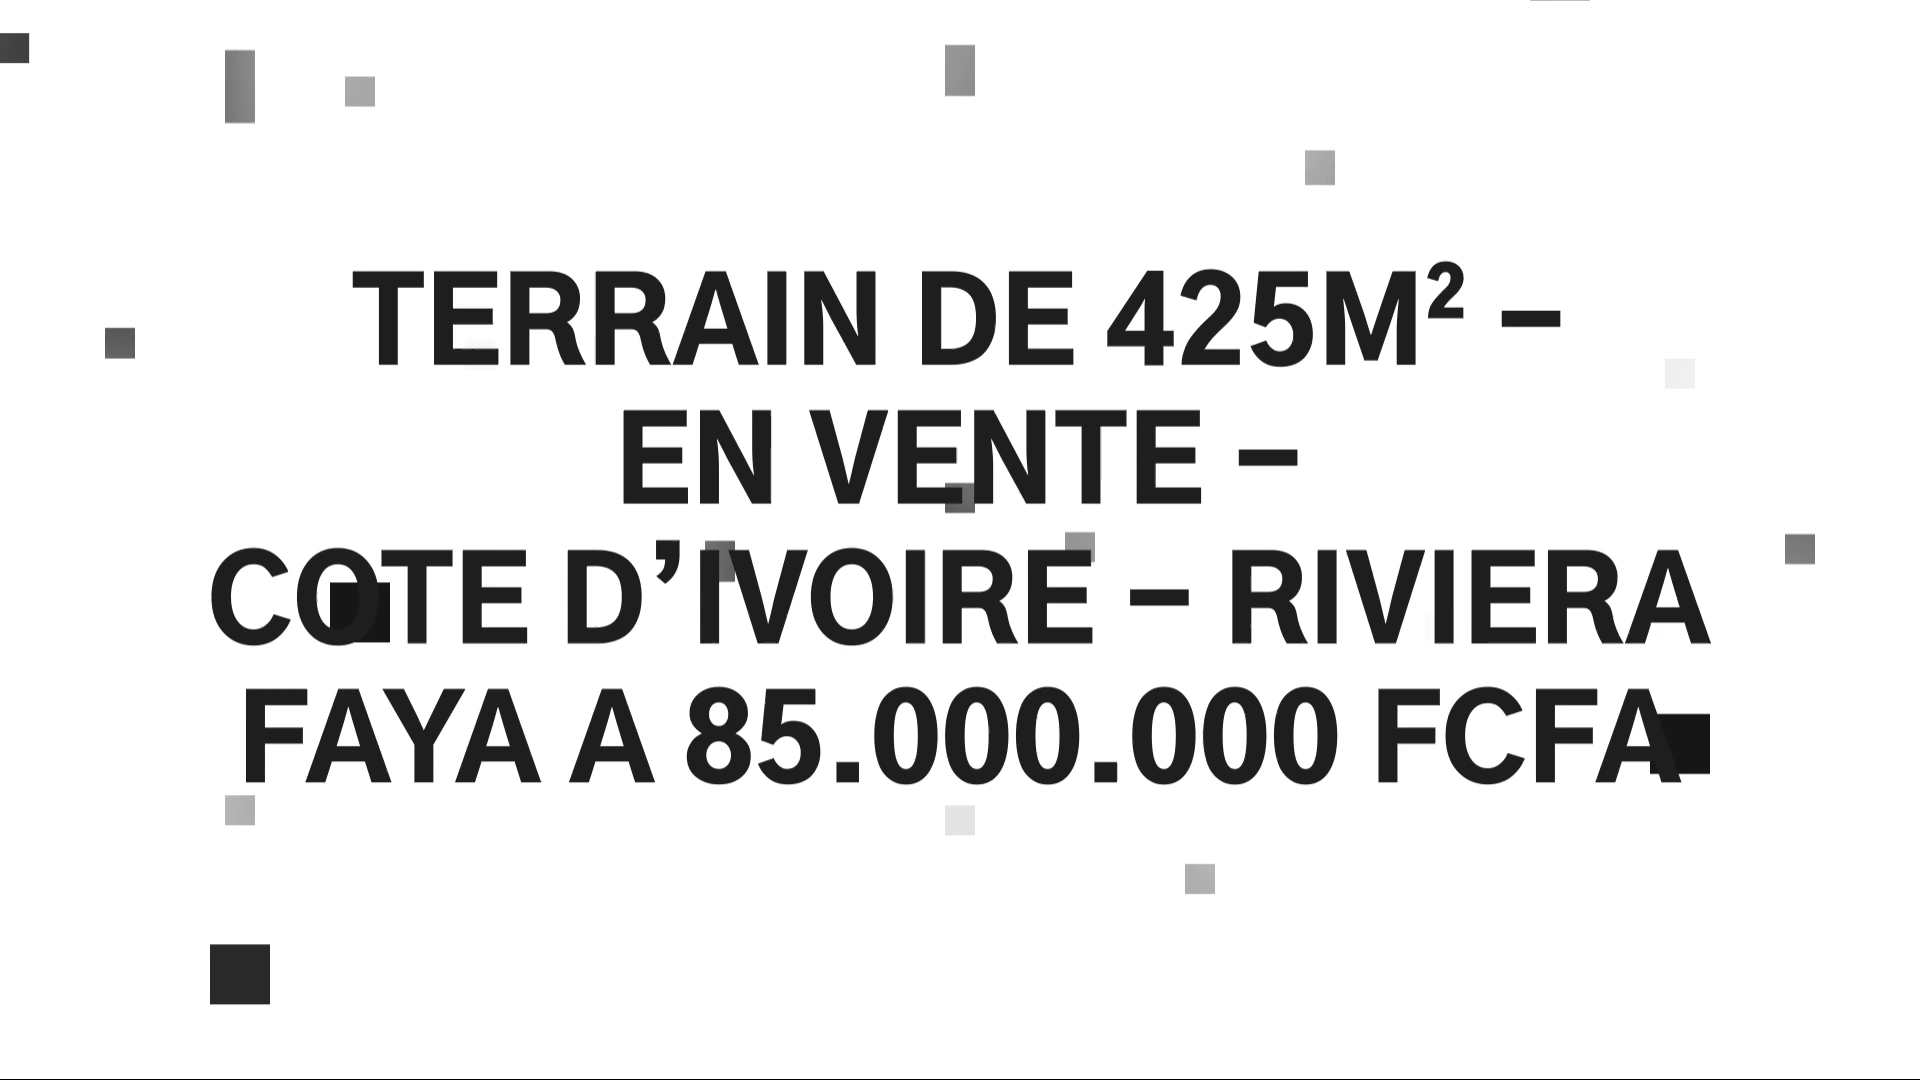 TERRAIN DE 425M² –
EN VENTE –
COTE D’IVOIRE – RIVIERA
FAYA A 85.000.000 FCFA